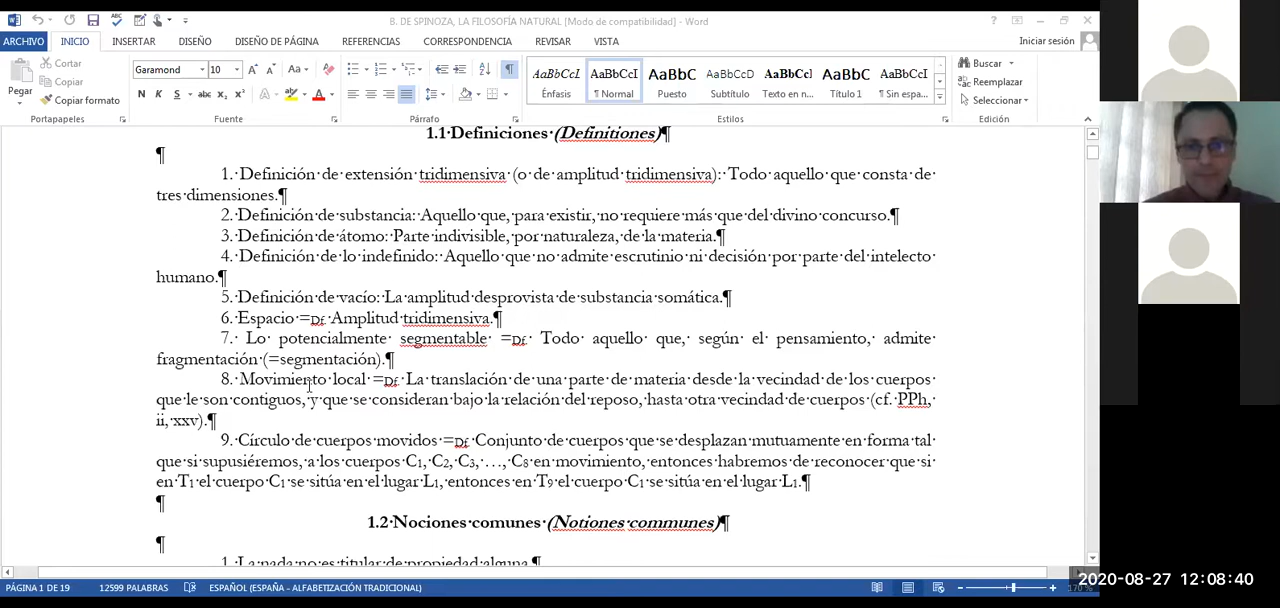 B. DE SPINOZA, LA FILOSOFÍA NATURAL [Modo de compatibilidad] - Word
ARCHIVO INICIO INSERTAR DISEÑO DISEÑO DE PÁGINA REFERENCIAS CORRESPONDENCIA REVISAR VISTA Iniciar sesión
Pegar
Cortar
Copiar
Copiar formato
Portapapeles
Garamond 10
Fuente
Párrafo
AaBbCcI AaBbCcI AaBbC AaBbCcD AaBbCcI AaBbC AaBbCcI
Énfasis ¶ Normal Puesto Subtítulo Texto en n... Título 1 ¶ Sin espa...
Estilos
Buscar
Reemplazar
Seleccionar
Edición
1.1·Definiciones·(Definitiones)¶
¶
1.·Definición de extensión tridimensiva (o de amplitud tridimensiva):·Todo aquello que consta de
tres dimensiones.¶
2.·Definición·de·substancia:·Aquello·que,·para·existir,·no·requiere·más·que·del·divino·concurso.¶
3.·Definición·de·átomo:·Parte·indivisible,·por·naturaleza,·de·la·materia.¶
4.·Definición de lo indefinido:·Aquello que no admite escrutinio ni decisión por parte del intelecto
humano.¶
5.·Definición·de·vacío:·La·amplitud·desprovista·de·substancia·somática.¶
6.·Espacio·=Df·Amplitud·tridimensiva.¶
7.·Lo potencialmente segmentable =Df·Todo aquello que, según el pensamiento, admite
fragmentación·(=segmentación).¶
8.·Movimiento local =Df·La translación de una parte de materia desde la vecindad de los cuerpos
que·le·son·contiguos,·y·que·se·consideran·bajo·la·relación·del·reposo,·hasta·otra·vecindad·de·cuerpos·(cf.·PPh,·
ii,·xxv).¶
9.·Círculo·de·cuerpos·movidos·=Df·Conjunto·de·cuerpos·que·se·desplazan·mutuamente·en·forma·tal·
que·si·supusiéremos,·a·los·cuerpos·C1,·C2,·C3,·…,·C8·en·movimiento,·entonces·habremos·de·reconocer·que·si·
en·T1·el·cuerpo·C1·se·sitúa·en·el·lugar·L1,·entonces·en·T9·el·cuerpo·C1·se·sitúa·en·el·lugar·L1.¶
¶
1.2·Nociones·comunes·(Notiones·communes)¶
¶
1.·La·nada·no·es·titular·de·propiedad·alguna.¶
PÁGINA 1 DE 19 12599 PALABRAS ESPAÑOL (ESPAÑA - ALFABETIZACIÓN TRADICIONAL) 170 %
2020-08-27 12:08:40